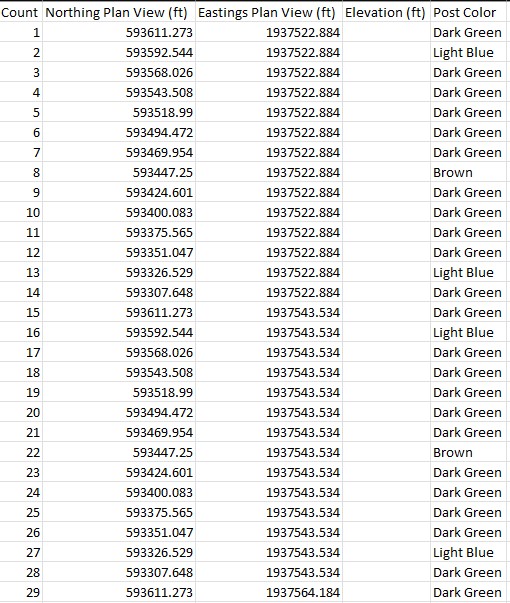 Count Northing Plan View (ft) Eastings Plan View (ft) Elevation (ft) Post Color
1 593611.273 1937522.884 Dark Green
2 593592.544 1937522.884 Light Blue
3 593568.026 1937522.884 Dark Green
4 593543.508 1937522.884 Dark Green
5 593518.99 1937522.884 Dark Green
6 593494.472 1937522.884 Dark Green
7 593469.954 1937522.884 Dark Green
8 593447.25 1937522.884 Brown
9 593424.601 1937522.884 Dark Green
10 593400.083 1937522.884 Dark Green
11 593375.565 1937522.884 Dark Green
12 593351.047 1937522.884 Dark Green
13 593326.529 1937522.884 Light Blue
14 593307.648 1937522.884 Dark Green
15 593611.273 1937543.534 Dark Green
16 593592.544 1937543.534 Light Blue
17 593568.026 1937543.534 Dark Green
18 593543.508 1937543.534 Dark Green
19 593518.99 1937543.534 Dark Green
20 593494.472 1937543.534 Dark Green
21 593469.954 1937543.534 Dark Green
22 593447.25 1937543.534 Brown
23 593424.601 1937543.534 Dark Green
24 593400.083 1937543.534 Dark Green
25 593375.565 1937543.534 Dark Green
26 593351.047 1937543.534 Dark Green
27 593326.529 1937543.534 Light Blue
28 593307.648 1937543.534 Dark Green
29 593611.273 1937564.184 Dark Green